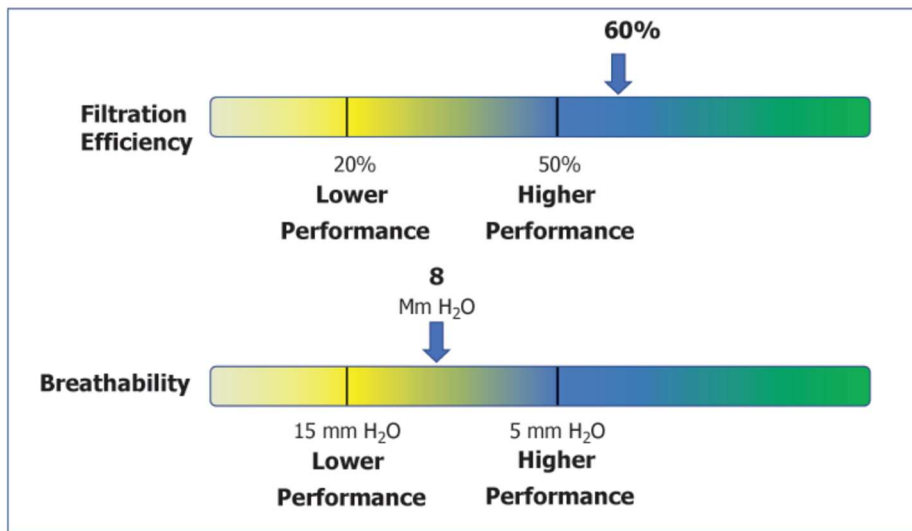 60%
Filtration
Efficiency
20%
50%
Lower
Performance
Higher
Performance
8
Mm H₂O
Breathability
15 mm H₂O
5 mm H₂O
Lower
Performance
Higher
Performance